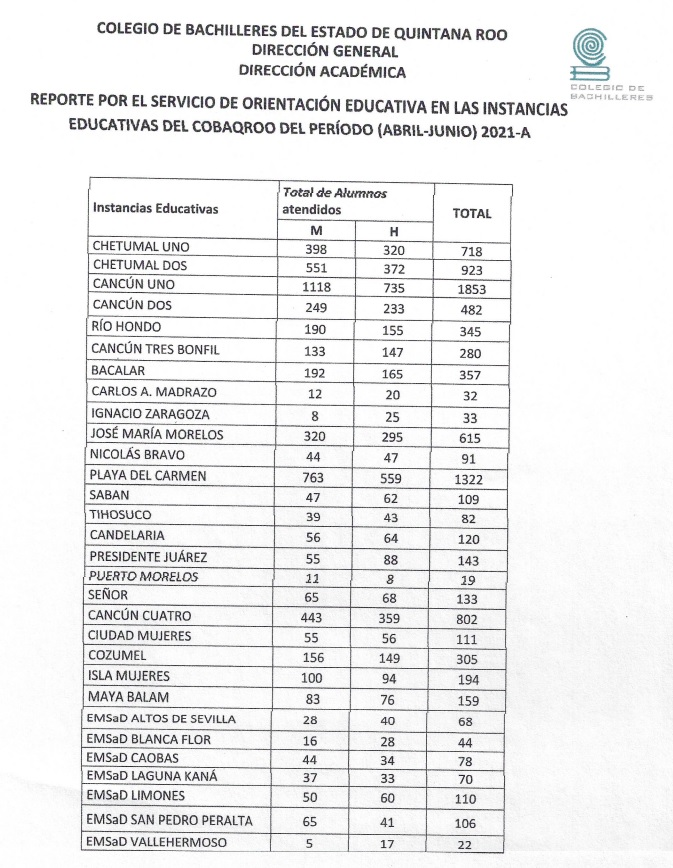 COLEGIO DE BACHILLERES DEL ESTADO DE QUINTANA ROO
DIRECCIÓN GENERAL
DIRECCIÓN ACADÉMICA
COLEGIO DE
BACHILLERES
REPORTE POR EL SERVICIO DE ORIENTACIÓN EDUCATIVA EN LAS INSTANCIAS
EDUCATIVAS DEL COBAQROO DEL PERÍODO (ABRIL-JUNIO) 2021-A
Instancias Educativas Total de Alumnos atendidos TOTAL
M H
CHETUMAL UNO 398 320 718
CHETUMAL DOS 551 372 923
CANCÚN UNO 1118 735 1853
CANCÚN DOS 249 233 482
RÍO HONDO 190 155 345
CANCÚN TRES BONFIL 133 147 280
BACALAR 192 165 357
CARLOS A. MADRAZO 12 20 32
IGNACIO ZARAGOZA 8 25 33
JOSÉ MARÍA MORELOS 320 295 615
NICOLÁS BRAVO 44 47 91
PLAYA DEL CARMEN 763 559 1322
SABAN 47 62 109
TIHOSUCO 39 43 82
CANDELARIA 56 64 120
PRESIDENTE JUÁREZ 55 88 143
PUERTO MORELOS 11 8 19
SEÑOR 65 68 133
CANCÚN CUATRO 443 359 802
CIUDAD MUJERES 55 56 111
COZUMEL 156 149 305
ISLA MUJERES 100 94 194
MAYA BALAM 83 76 159
EMSaD ALTOS DE SEVILLA 28 40 68
EMSaD BLANCA FLOR 16 28 44
EMSaD CAOBAS 44 34 78
EMSaD LAGUNA KANÁ 37 33 70
EMSaD LIMONES 50 60 110
EMSaD SAN PEDRO PERALTA 65 41 106
EMSaD VALLEHERMOSO 5 17 22